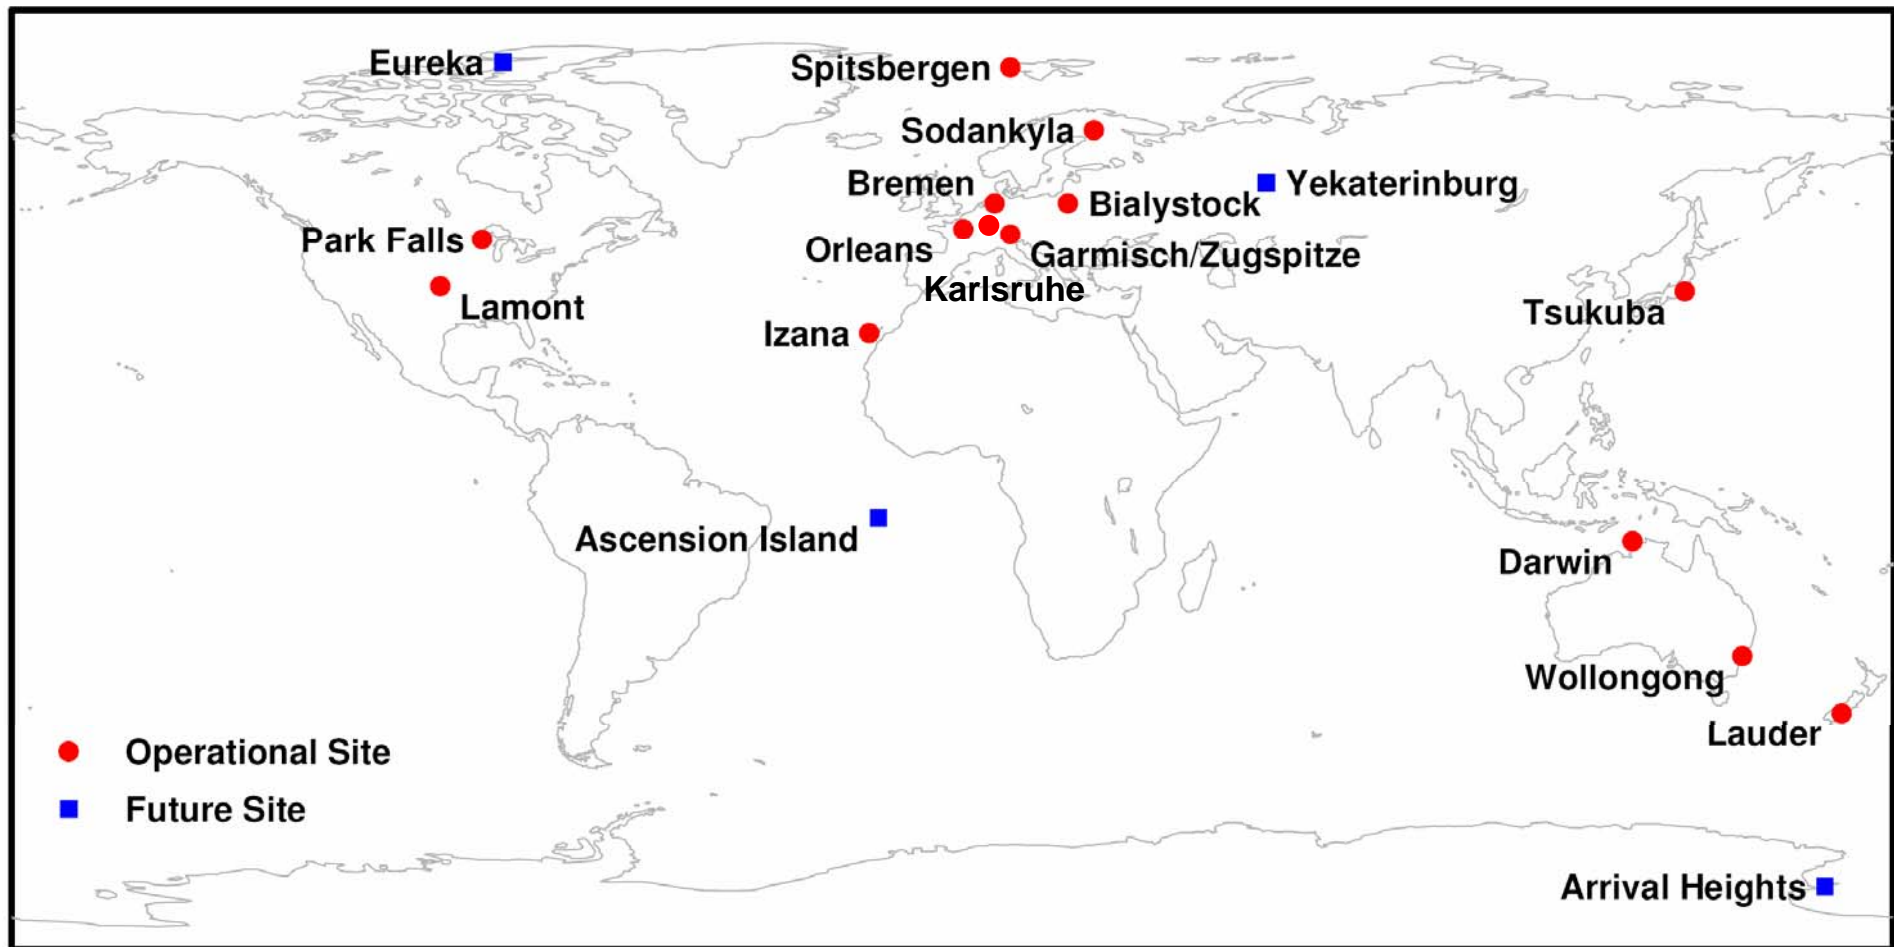 Eureka
Spitsbergen
Sodankyla
Bremen
Yekaterinburg
Bialystock
Park Falls
Orleans
Garmisch/Zugspitze
Karlsruhe
Lamont
Tsukuba
Izana
Ascension Island
Darwin
Wollongong
Lauder
Operational Site
Future Site
Arrival Heights